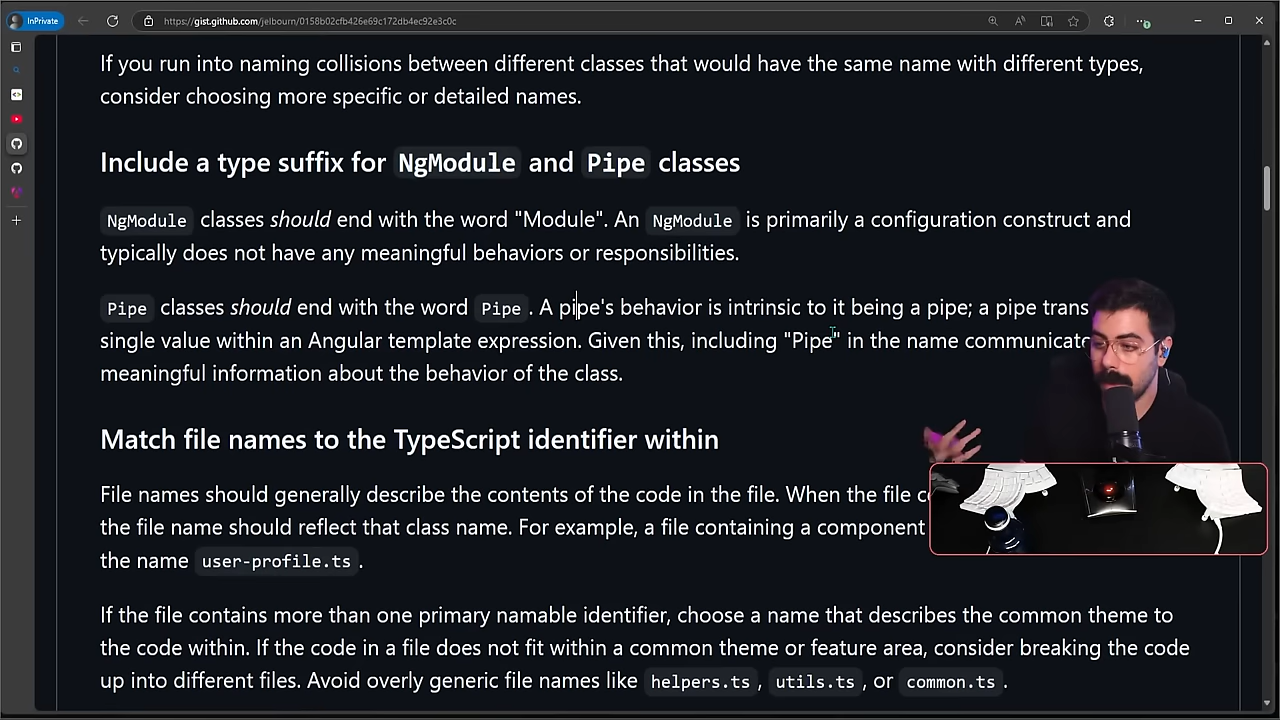 InPrivate
https://gist.github.com/jelbourn/0158b02cfb426e69c172db4ec92e3c0c
If you run into naming collisions between different classes that would have the same name with different types,
consider choosing more specific or detailed names.
Include a type suffix for NgModule and Pipe classes
NgModule classes should end with the word "Module". An NgModule is primarily a configuration construct and
typically does not have any meaningful behaviors or responsibilities.
Pipe classes should end with the word Pipe. A pipe's behavior is intrinsic to it being a pipe; a pipe trans
single value within an Angular template expression. Given this, including "Pipe" in the name communicate
meaningful information about the behavior of the class.
Match file names to the TypeScript identifier within
File names should generally describe the contents of the code in the file. When the file c
the file name should reflect that class name. For example, a file containing a component
the name user-profile.ts.
If the file contains more than one primary namable identifier, choose a name that describes the common theme to
the code within. If the code in a file does not fit within a common theme or feature area, consider breaking the code
up into different files. Avoid overly generic file names like helpers.ts, utils.ts, or common.ts.